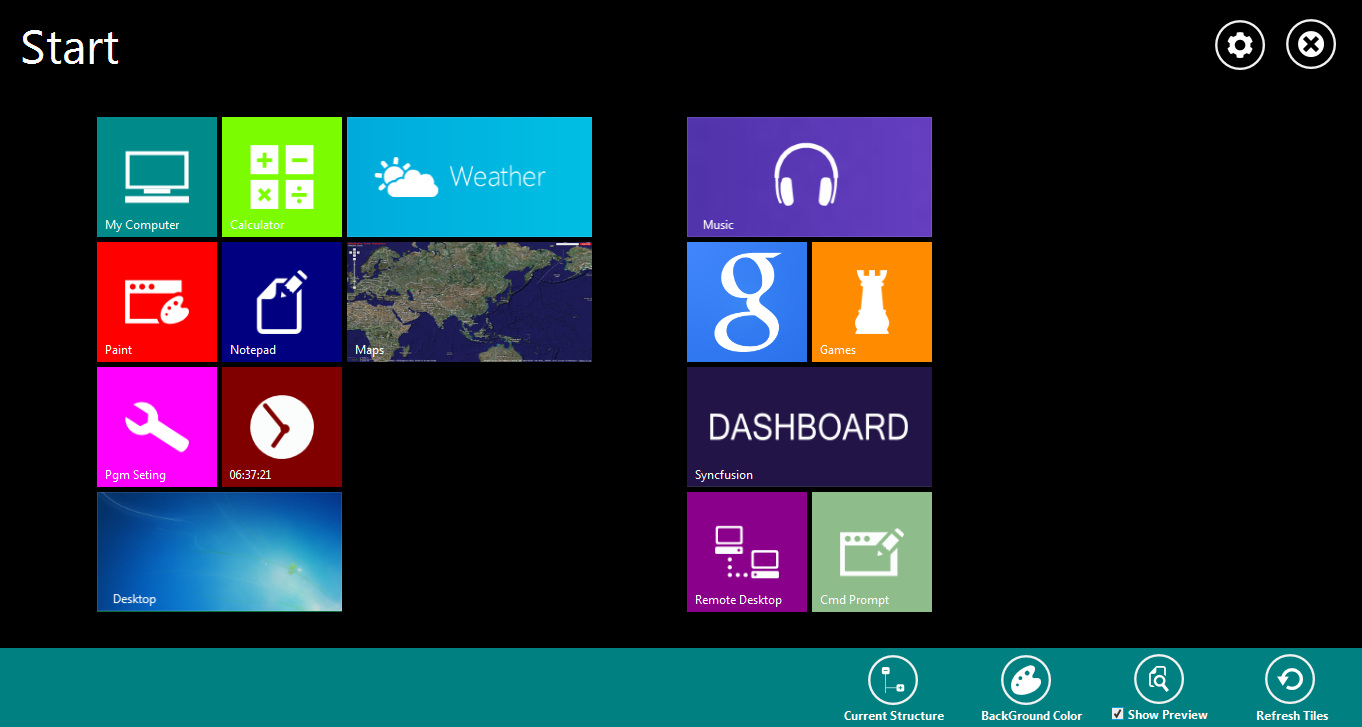 Start
My Computer
Calculator
Weather
Music
Paint
Notepad
Maps
g
Games
Pgm Seting
06:37:21
DASHBOARD
Syncfusion
Desktop
Remote Desktop
Cmd Prompt
Current Structure
BackGround Color
Show Preview
Refresh Tiles